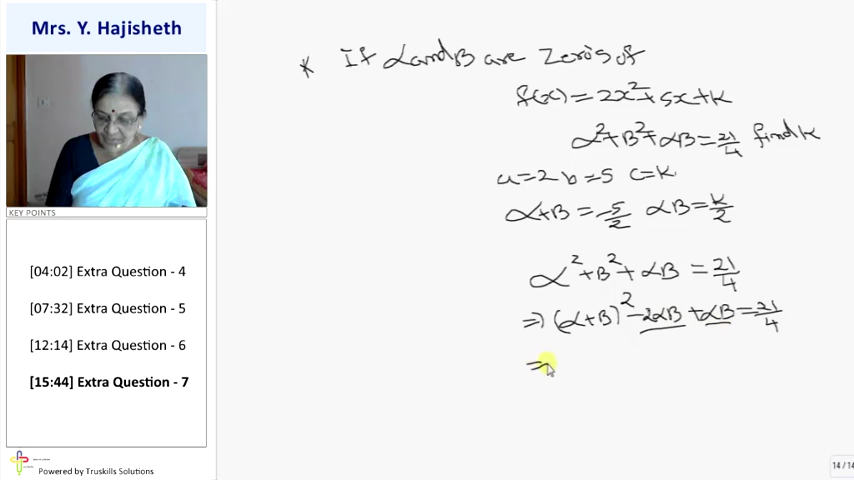 Mrs. Y. Hajisheth
KEY POINTS
[04:02] Extra Question - 4
[07:32] Extra Question - 5
[12:14] Extra Question - 6
[15:44] Extra Question - 7
Powered by Truskills Solutions
* If α and β are Zeros of
f(x) = 2x² + 5x + k
α² + β² + αβ = 21/4 find k
a = 2 b = 5 c = k
α + β = -5/2 αβ = k/2
α² + β² + αβ = 21/4
⇒ (α + β)² - 2αβ + αβ = 21/4
⇒
14 / 14